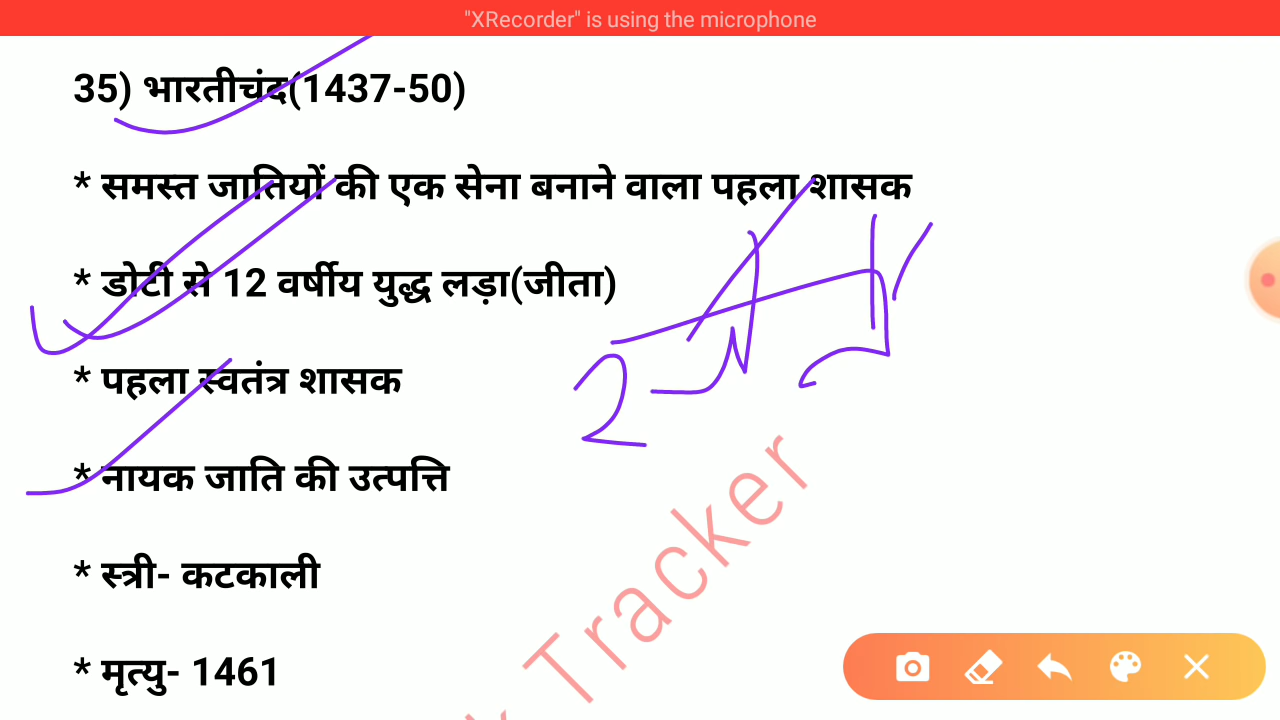 "XRecorder" is using the microphone
35) भारतीचंद(1437-50)
* समस्त जातियों की एक सेना बनाने वाला पहला शासक
* डोटी से 12 वर्षीय युद्ध लड़ा(जीता)
* पहला स्वतंत्र शासक
* नायक जाति की उत्पत्ति
* स्त्री- कटकाली
* मृत्यु- 1461
Tracker